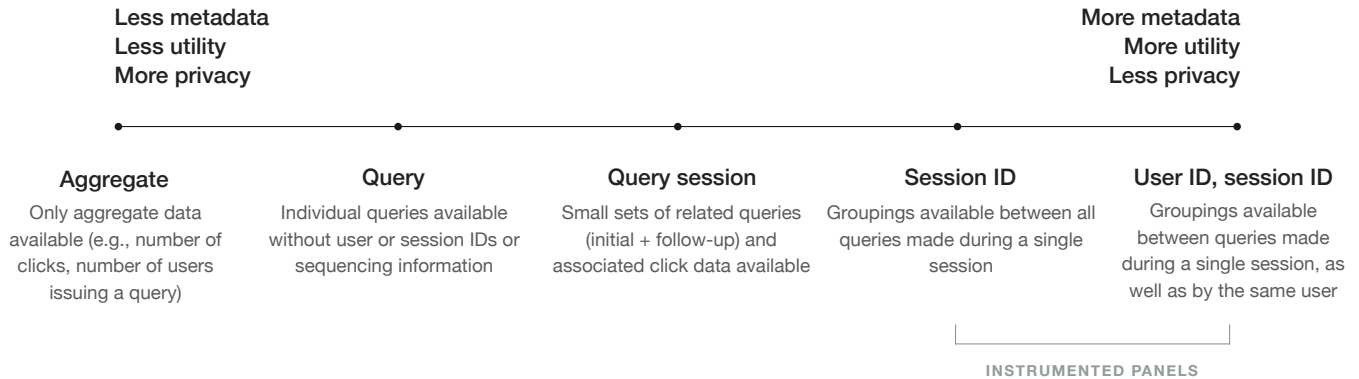 Less metadata
Less utility
More privacy
More metadata
More utility
Less privacy
Aggregate
Only aggregate data
available (e.g., number of
clicks, number of users
issuing a query)
Query
Individual queries available
without user or session IDs or
sequencing information
Query session
Small sets of related queries
(initial + follow-up) and
associated click data available
Session ID
Groupings available between all
queries made during a single
session
User ID, session ID
Groupings available
between queries made
during a single session, as
well as by the same user
INSTRUMENTED PANELS